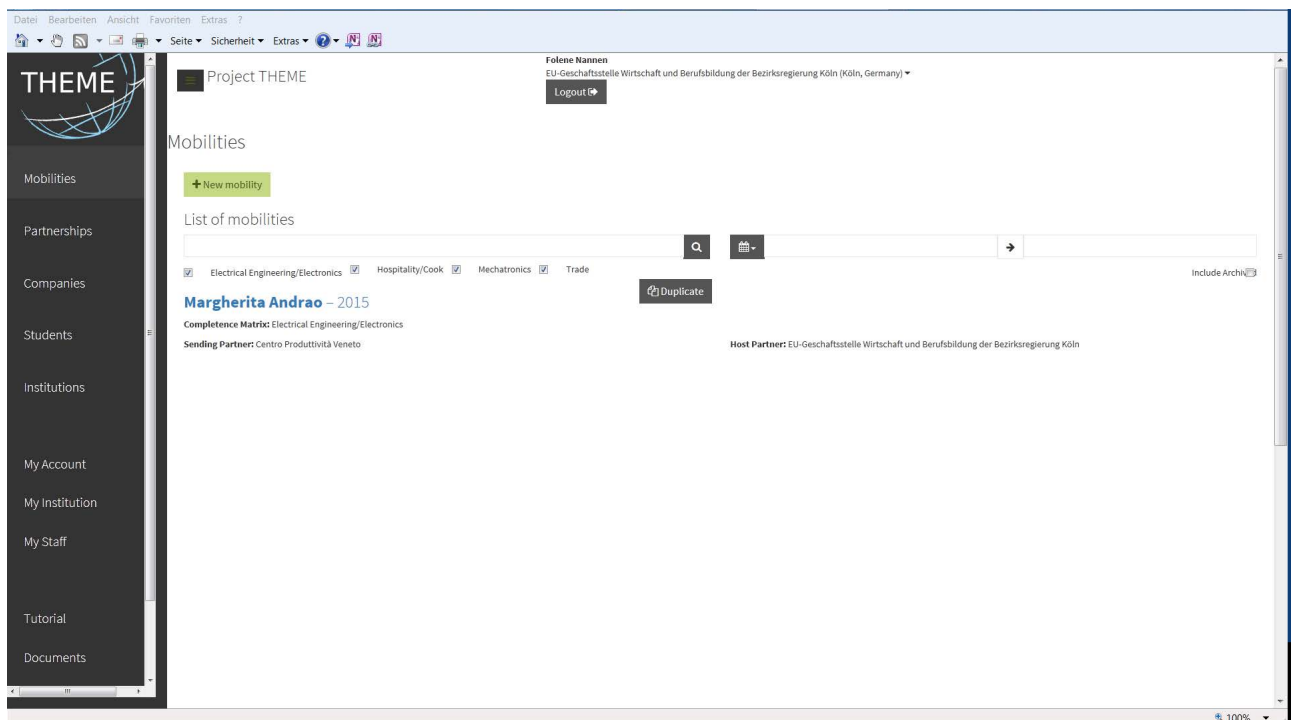 Datei Bearbeiten Ansicht Favoriten Extras ?
Seite Sicherheit Extras
THEME
Project THEME
Folene Nannen
EU-Geschaftsstelle Wirtschaft und Berufsbildung der Bezirksregierung Köln (Köln, Germany)
Logout
Mobilities
Mobilities
Partnerships
Companies
Students
Institutions
My Account
My Institution
My Staff
Tutorial
Documents
+ New mobility
List of mobilities
Electrical Engineering/Electronics Hospitality/Cook Mechatronics Trade
Include Archiv
Duplicate
Margherita Andrao – 2015
Completence Matrix: Electrical Engineering/Electronics
Sending Partner: Centro Produttività Veneto
Host Partner: EU-Geschaftsstelle Wirtschaft und Berufsbildung der Bezirksregierung Köln
100%